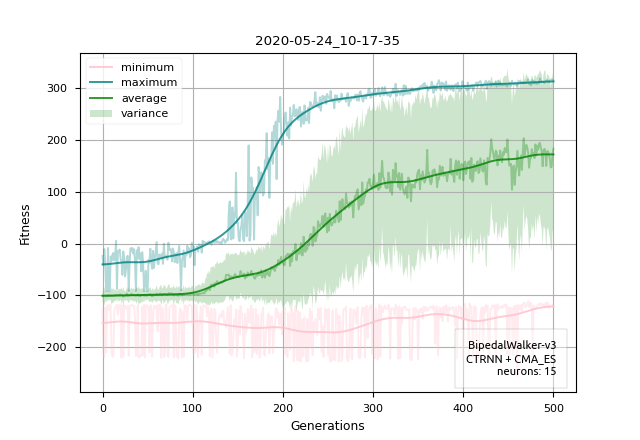 2020-05-24_10-17-35
minimum
maximum
average
variance
300
200
100
0
−100
−200
Fitness
BipedalWalker-v3
CTRNN + CMA_ES
neurons: 15
0
100
200
300
400
500
Generations